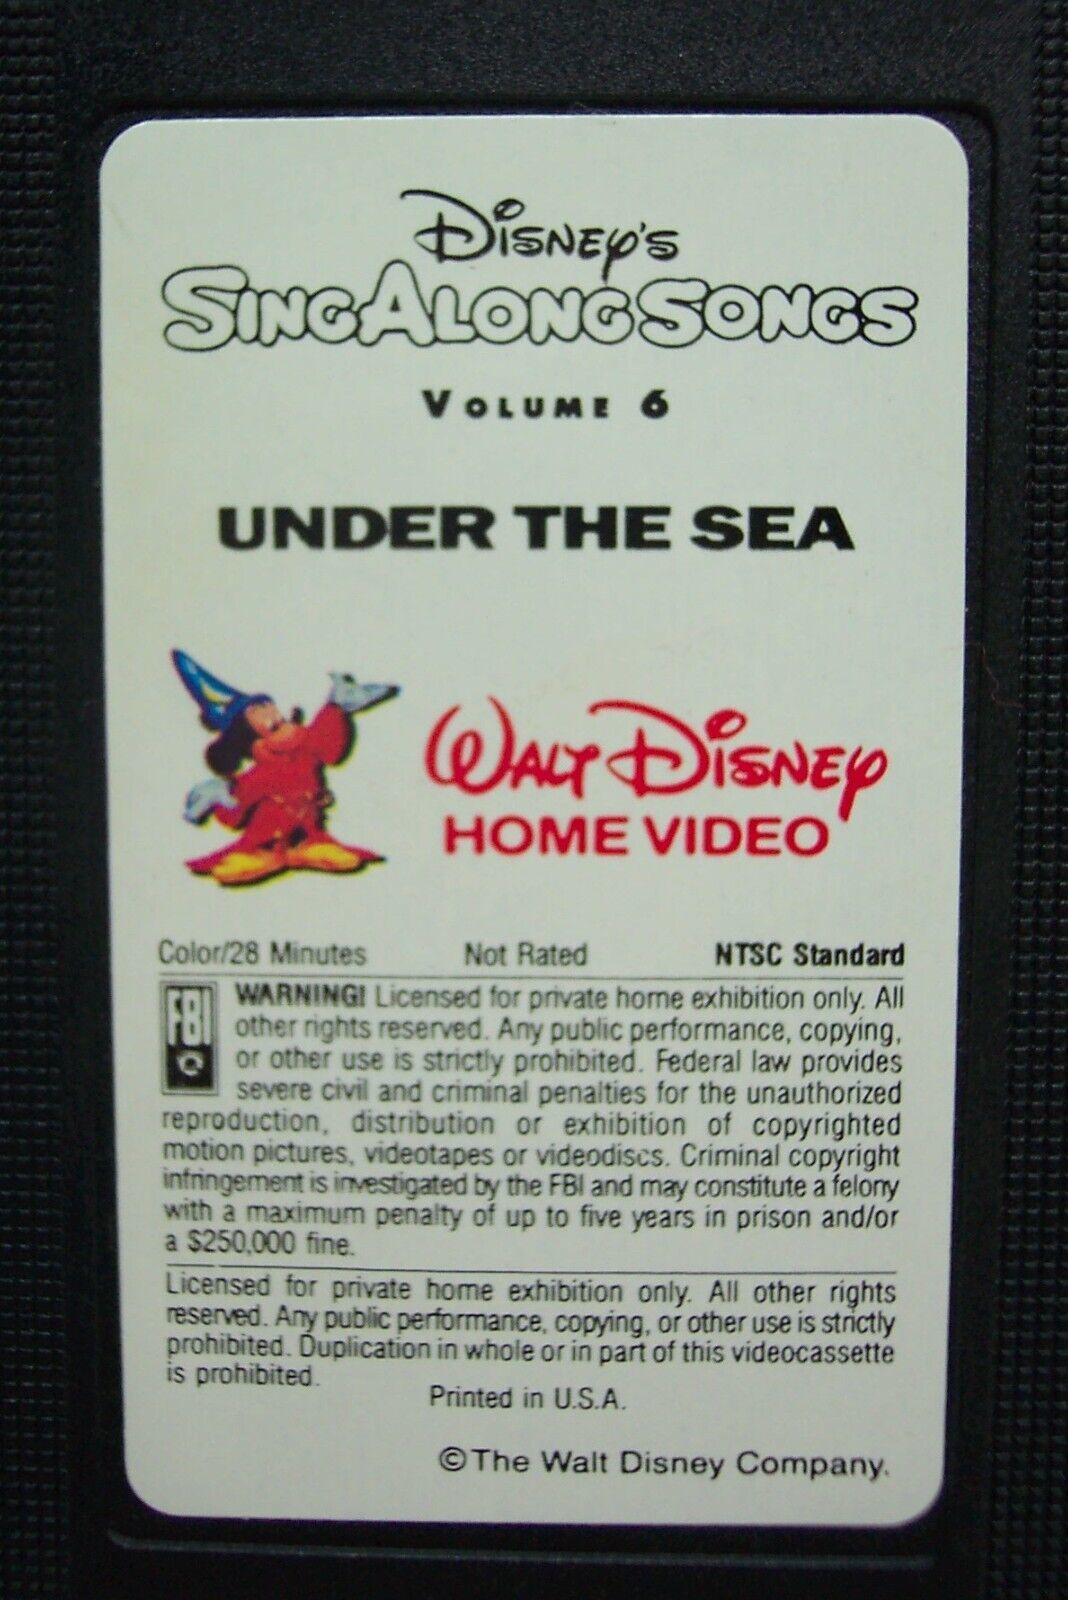 Disney's
Sing Along Songs
Volume 6
UNDER THE SEA
Walt Disney
HOME VIDEO
Color/28 Minutes Not Rated NTSC Standard
FBI
WARNING! Licensed for private home exhibition only. All
other rights reserved. Any public performance, copying,
or other use is strictly prohibited. Federal law provides
severe civil and criminal penalties for the unauthorized
reproduction, distribution or exhibition of copyrighted
motion pictures, videotapes or videodiscs. Criminal copyright
infringement is investigated by the FBI and may constitute a felony
with a maximum penalty of up to five years in prison and/or
a $250,000 fine.
Licensed for private home exhibition only. All other rights
reserved. Any public performance, copying, or other use is strictly
prohibited. Duplication in whole or in part of this videocassette
is prohibited.
Printed in U.S.A.
©The Walt Disney Company.